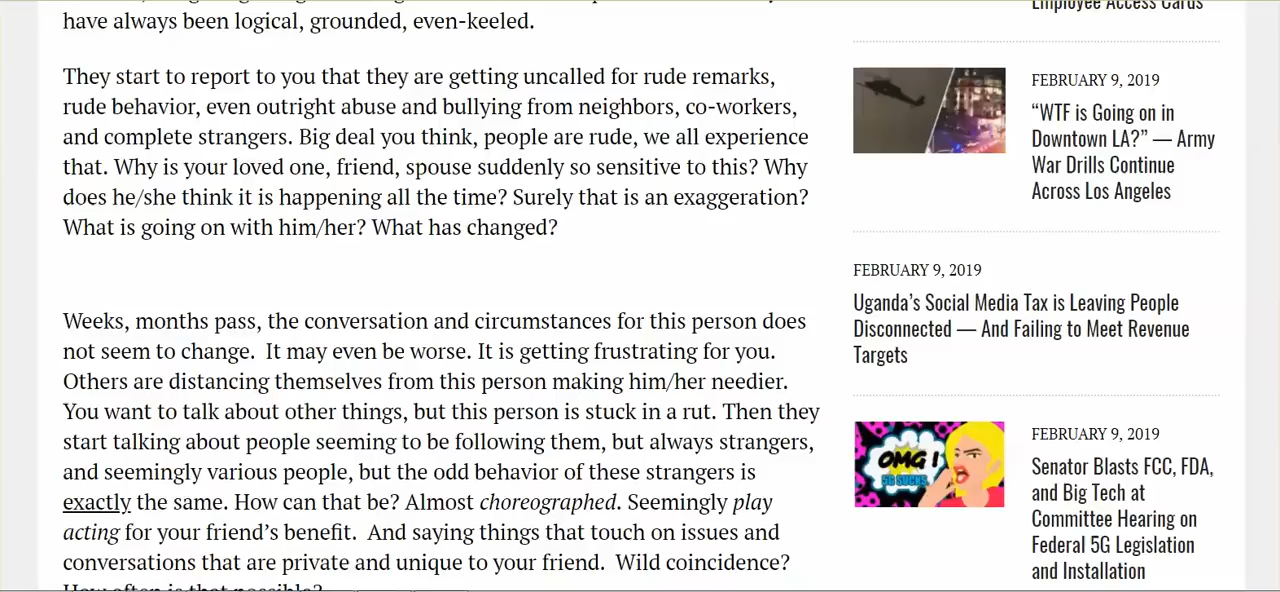 have always been logical, grounded, even-keeled.
They start to report to you that they are getting uncalled for rude remarks,
rude behavior, even outright abuse and bullying from neighbors, co-workers,
and complete strangers. Big deal you think, people are rude, we all experience
that. Why is your loved one, friend, spouse suddenly so sensitive to this? Why
does he/she think it is happening all the time? Surely that is an exaggeration?
What is going on with him/her? What has changed?
Weeks, months pass, the conversation and circumstances for this person does
not seem to change.  It may even be worse. It is getting frustrating for you.
Others are distancing themselves from this person making him/her needier.
You want to talk about other things, but this person is stuck in a rut. Then they
start talking about people seeming to be following them, but always strangers,
and seemingly various people, but the odd behavior of these strangers is
exactly the same. How can that be? Almost choreographed. Seemingly play
acting for your friend’s benefit.  And saying things that touch on issues and
conversations that are private and unique to your friend.  Wild coincidence?
How often is that possible?
Employee Access Cards
FEBRUARY 9, 2019
“WTF is Going on in
Downtown LA?” — Army
War Drills Continue
Across Los Angeles
FEBRUARY 9, 2019
Uganda’s Social Media Tax is Leaving People
Disconnected — And Failing to Meet Revenue
Targets
OMG !
5G SUCKS
FEBRUARY 9, 2019
Senator Blasts FCC, FDA,
and Big Tech at
Committee Hearing on
Federal 5G Legislation
and Installation